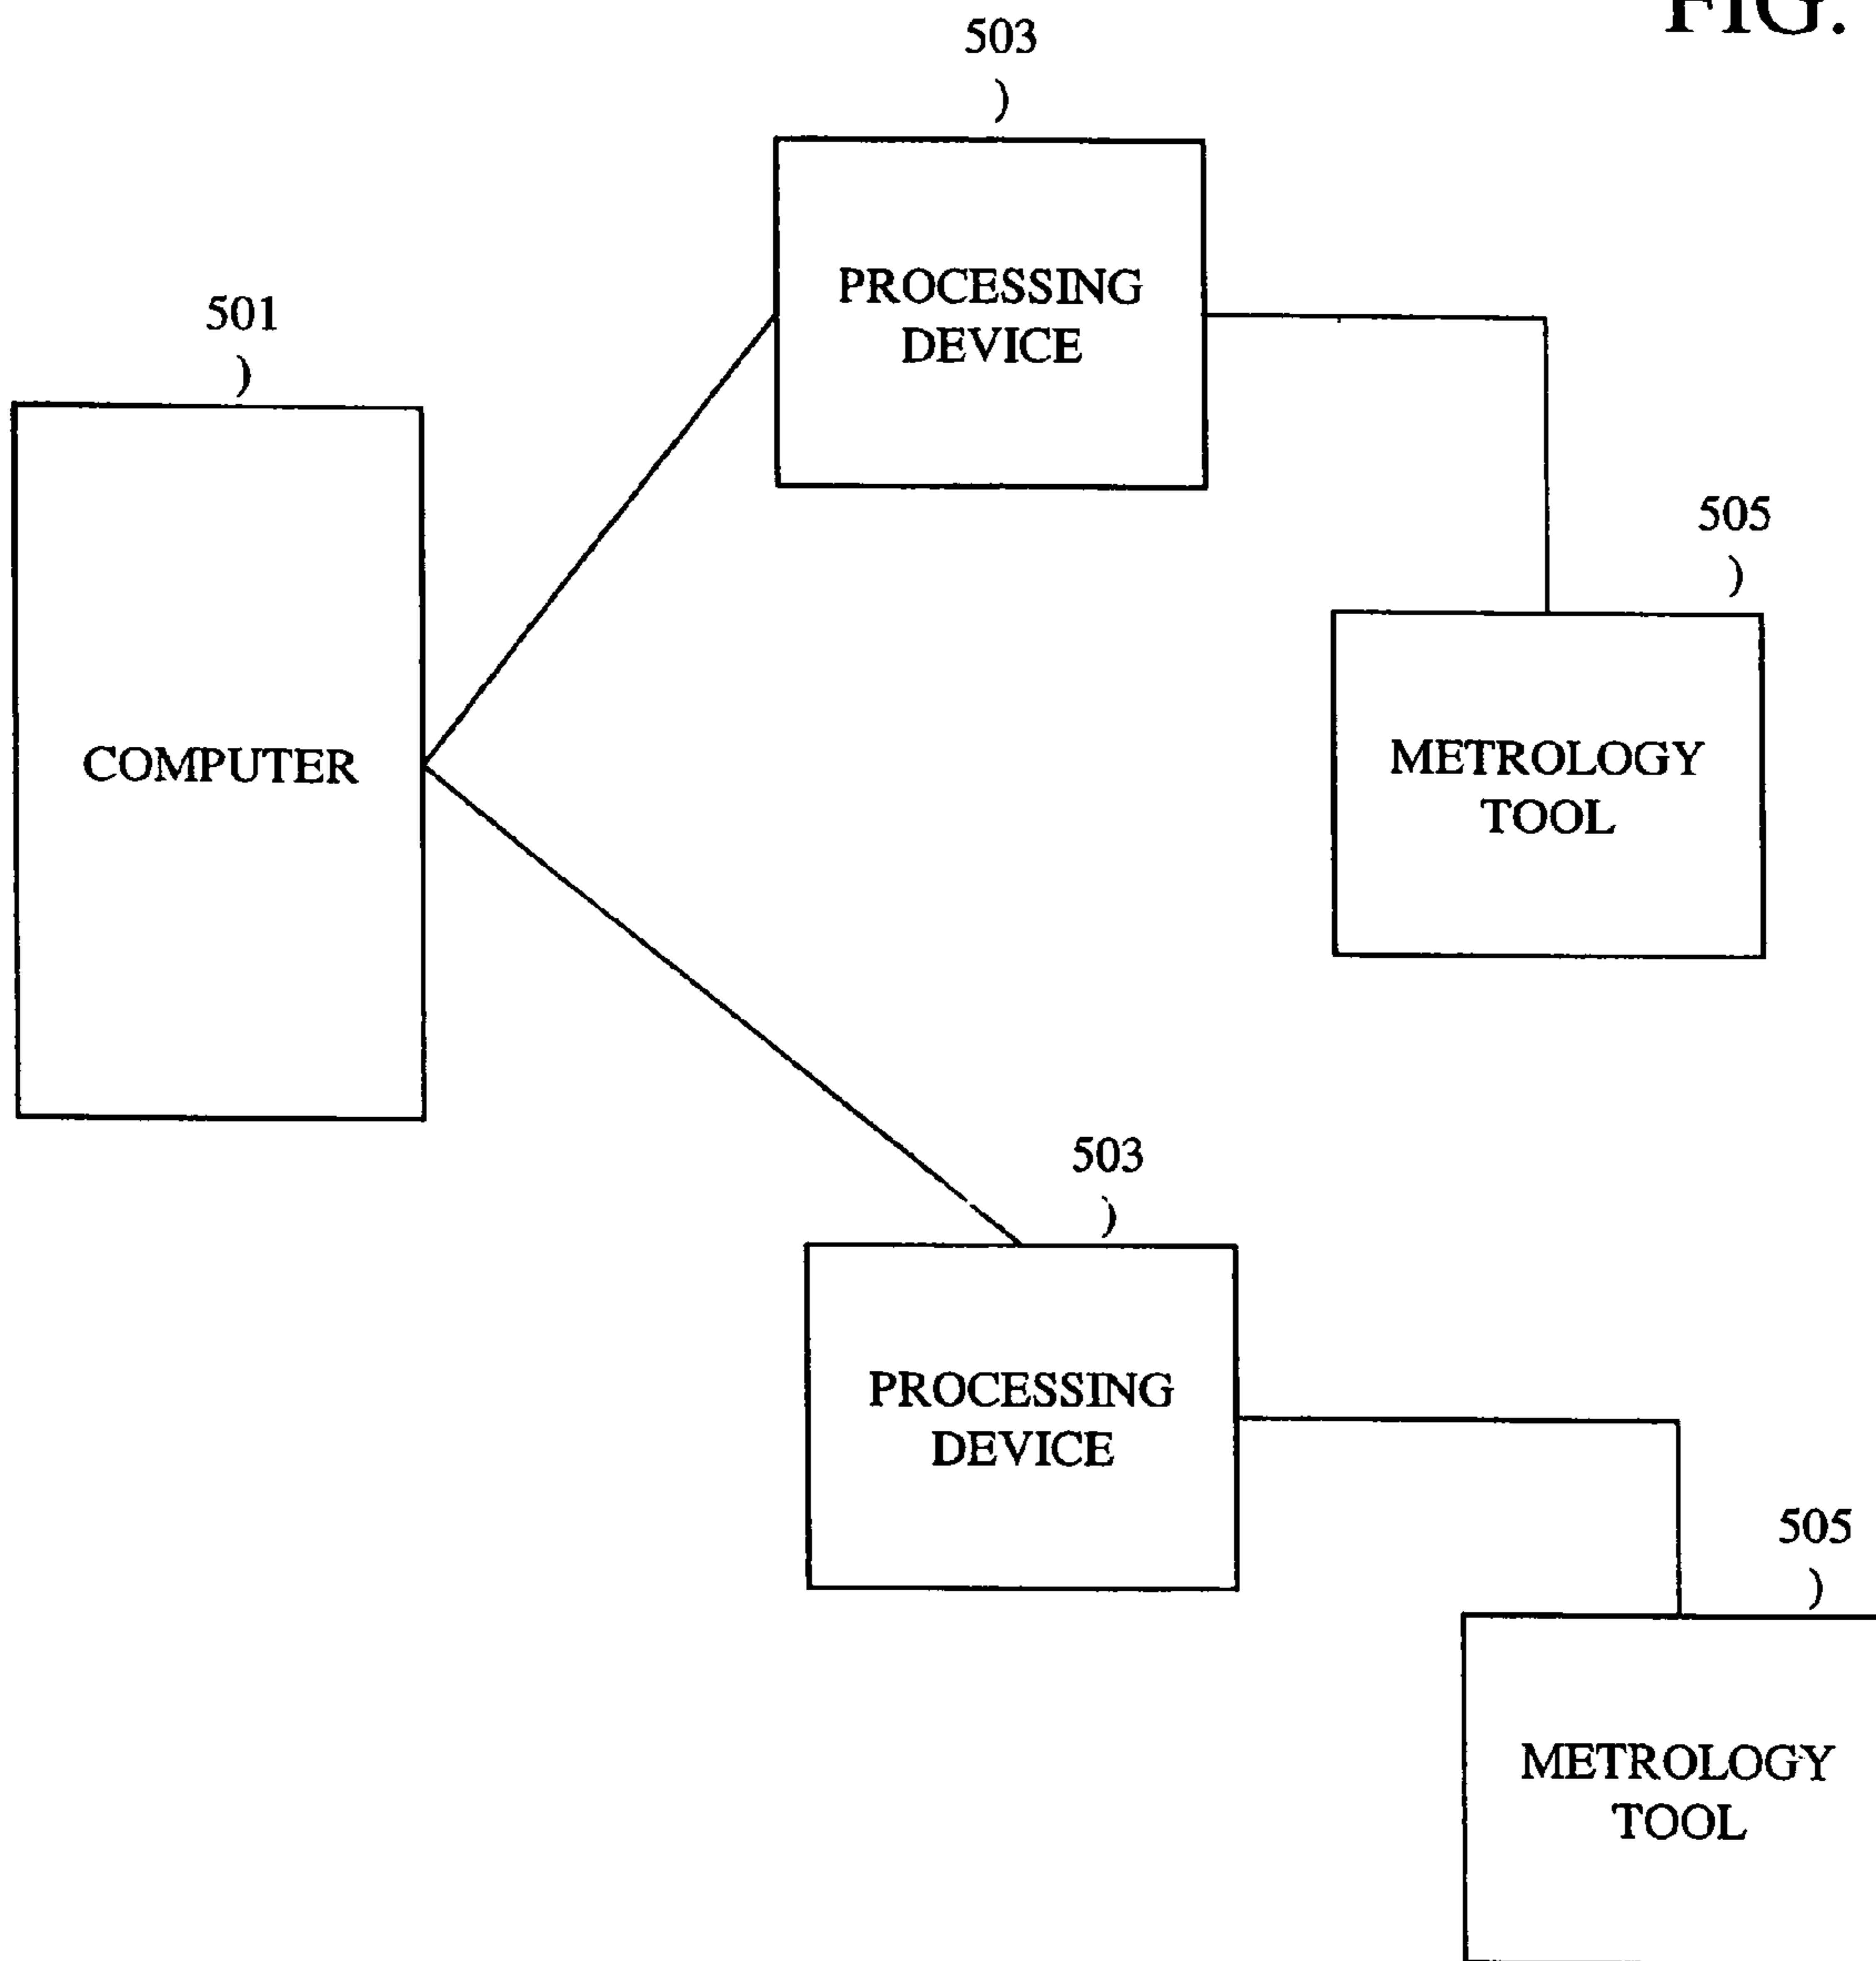 FIG.
503
PROCESSING
DEVICE
501
COMPUTER
505
METROLOGY
TOOL
503
PROCESSING
DEVICE
505
METROLOGY
TOOL